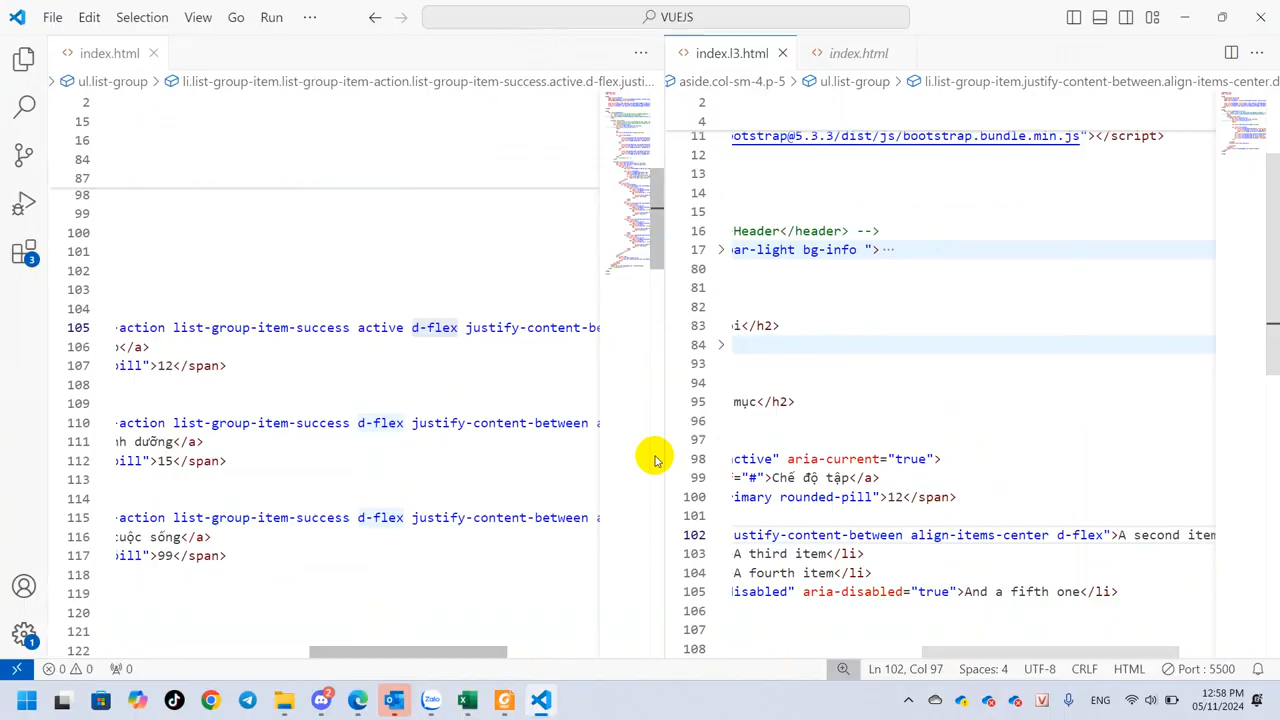 File Edit Selection View Go Run ··· VUEJS
index.html
index.l3.html index.html
ul.list-group > li.list-group-item.list-group-item-action.list-group-item-success.active.d-flex.justi...
aside.col-sm-4.p-5 > ul.list-group > li.list-group-item.justify-content-between.align-items-center.d
2
15
16
84
87
98
99
100
101
102
103
104
105 -action list-group-item-success active d-flex justify-content-be
106 </a>
107 ill">12</span>
108
109
110 -action list-group-item-success d-flex justify-content-between a
111 nh dưỡng</a>
112 ill">15</span>
113
114
115 -action list-group-item-success d-flex justify-content-between a
116 cuộc sống</a>
117 ill">99</span>
118
119
120
121
122
2
4
11 ootstrap@5.3.3/dist/js/bootstrap.bundle.min.js"></script>
12
13
14
15
16 Header</header> -->
17 ar-light bg-info ">···
80
81
82
83 i</h2>
84
93
94
95 mục</h2>
96
97
98 active" aria-current="true">
99 ="#">Chế độ tập</a>
100 imary rounded-pill">12</span>
101
102 justify-content-between align-items-center d-flex">A second item
103 A third item</li>
104 A fourth item</li>
105 disabled" aria-disabled="true">And a fifth one</li>
106
107
108
3
1
0 0 0 Ln 102, Col 97 Spaces: 4 UTF-8 CRLF HTML Port : 5500
2 Zalo ENG 12:58 PM
05/11/2024